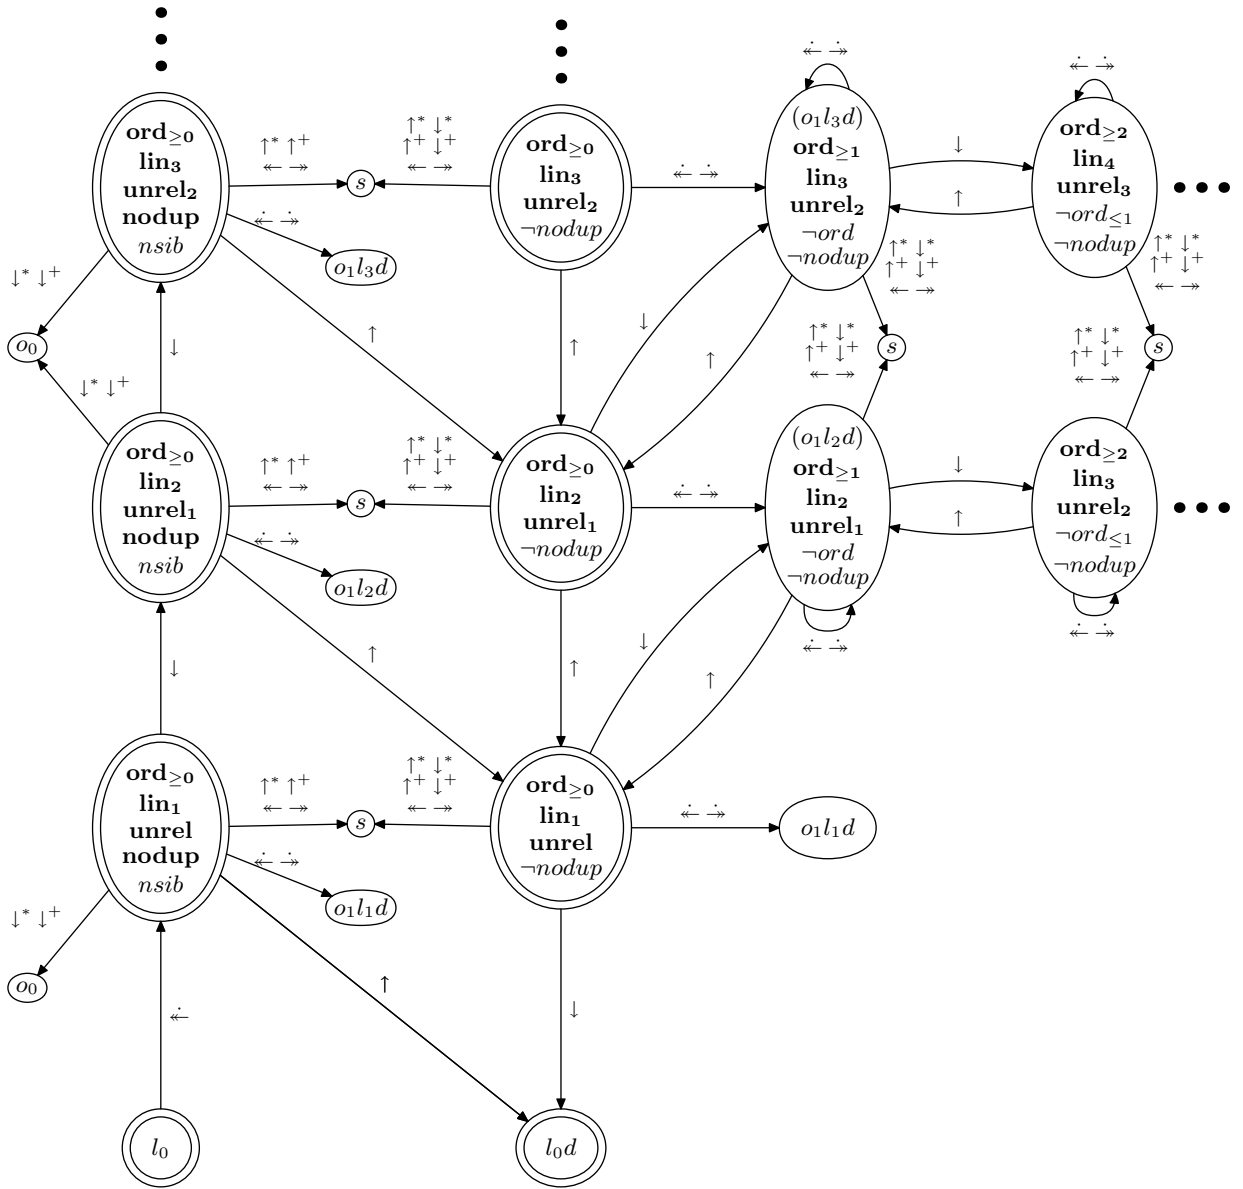 ord≥0
lin3
unrel2
nodup
nsib
↑* ↑+
↞ ↠
↑* ↓*
↑+ ↓+
↞ ↠
s
ord≥0
lin3
unrel2
¬nodup
↞̇ ↠̇
↞̇ ↠̇
(o1l3d)
ord≥1
lin3
unrel2
¬ord
¬nodup
↓
↑
↞̇ ↠̇
ord≥2
lin4
unrel3
¬ord≤1
¬nodup
↞̇ ↠̇
o1l3d
↓* ↓+
o0
↓* ↓+
↓
↑
↑
↓
↑
↑* ↓*
↑+ ↓+
↞ ↠
↑* ↓*
↑+ ↓+
↞ ↠
s
↑* ↓*
↑+ ↓+
↞ ↠
↑* ↓*
↑+ ↓+
↞ ↠
s
ord≥0
lin2
unrel1
nodup
nsib
↑* ↑+
↞ ↠
↑* ↓*
↑+ ↓+
↞ ↠
s
ord≥0
lin2
unrel1
¬nodup
↞̇ ↠̇
(o1l2d)
ord≥1
lin2
unrel1
¬ord
¬nodup
↞̇ ↠̇
↓
↑
ord≥2
lin3
unrel2
¬ord≤1
¬nodup
↞̇ ↠̇
↞̇ ↠̇
o1l2d
↓
↑
↑
↓
↑
ord≥0
lin1
unrel
nodup
nsib
↑* ↑+
↞ ↠
↑* ↓*
↑+ ↓+
↞ ↠
s
ord≥0
lin1
unrel
¬nodup
↞̇ ↠̇
o1l1d
↞̇ ↠̇
o1l1d
↓* ↓+
o0
↞̇
↑
↓
l0
l0d